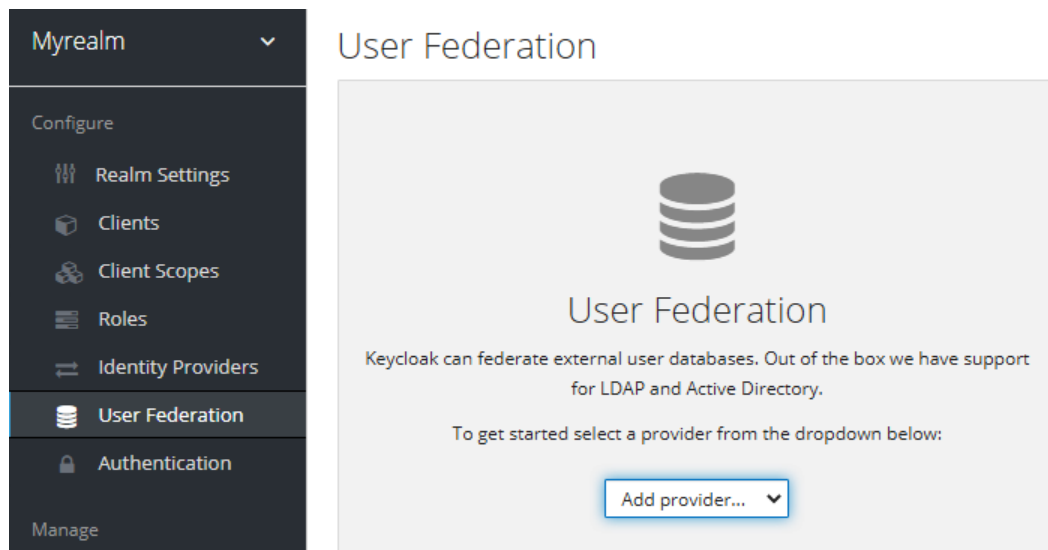 Myrealm
Configure
Realm Settings
Clients
Client Scopes
Roles
Identity Providers
User Federation
Authentication
Manage
User Federation
User Federation
Keycloak can federate external user databases. Out of the box we have support
for LDAP and Active Directory.
To get started select a provider from the dropdown below:
Add provider...